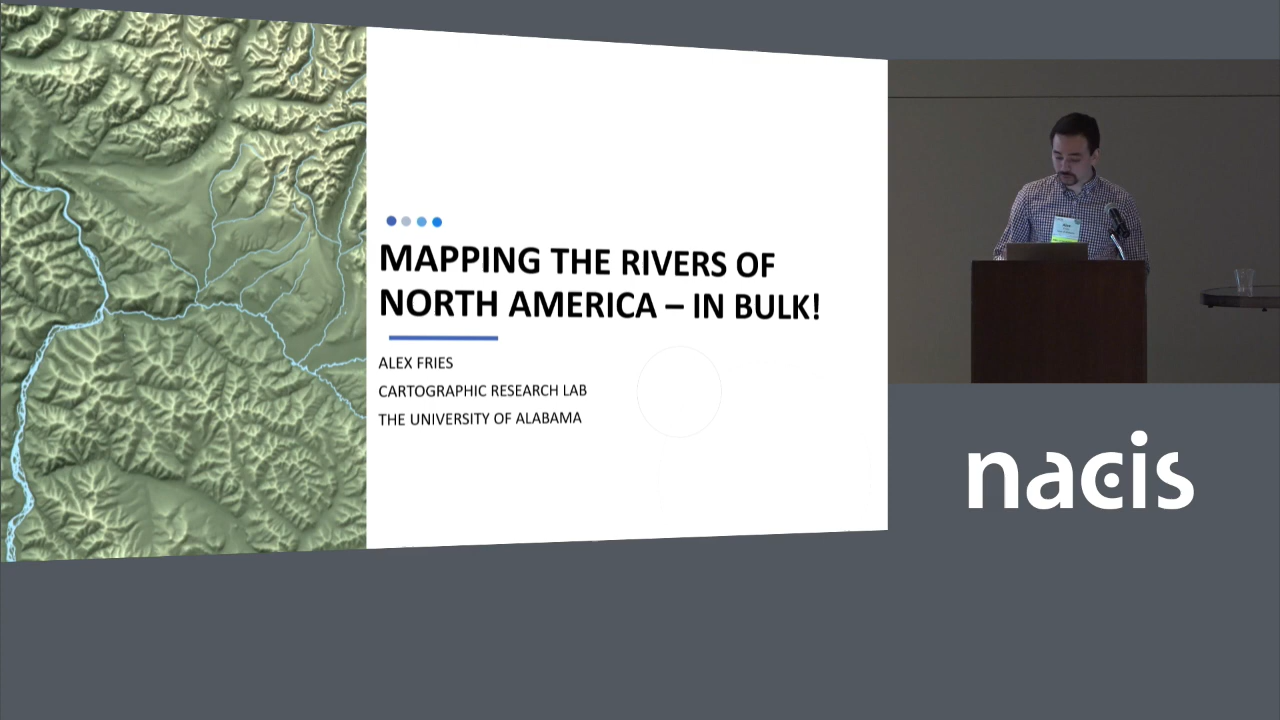 MAPPING THE RIVERS OF
NORTH AMERICA – IN BULK!
ALEX FRIES
CARTOGRAPHIC RESEARCH LAB
THE UNIVERSITY OF ALABAMA
nacis